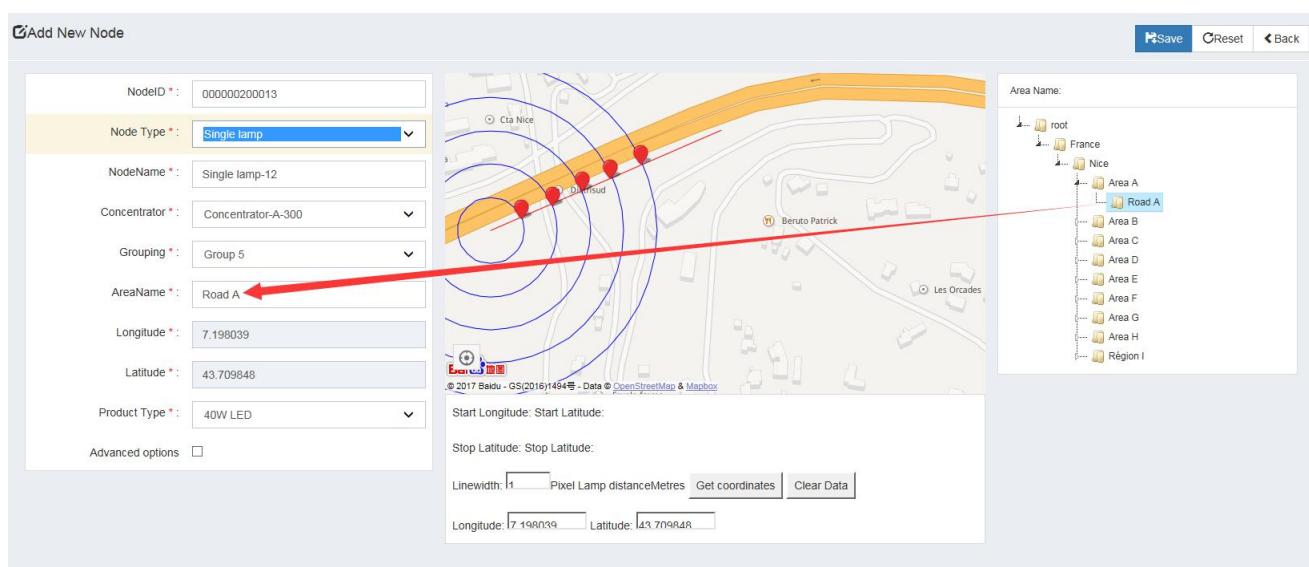 Add New Node
Save
Reset
Back
NodeID * :
000000200013
Node Type * :
Single lamp
NodeName * :
Single lamp-12
Concentrator * :
Concentrator-A-300
Grouping * :
Group 5
AreaName * :
Road A
Longitude * :
7.198039
Latitude * :
43.709848
Product Type * :
40W LED
Advanced options
Cta Nice
Beruto Patrick
Les Orcades
© 2017 Baidu - GS(2016)1494号 - Data © OpenStreetMap & Mapbox
Start Longitude: Start Latitude:
Stop Latitude: Stop Latitude:
Linewidth: 1 Pixel Lamp distanceMetres Get coordinates Clear Data
Longitude: 7.198039 Latitude: 43.709848
Area Name:
root
France
Nice
Area A
Road A
Area B
Area C
Area D
Area E
Area F
Area G
Area H
Région I